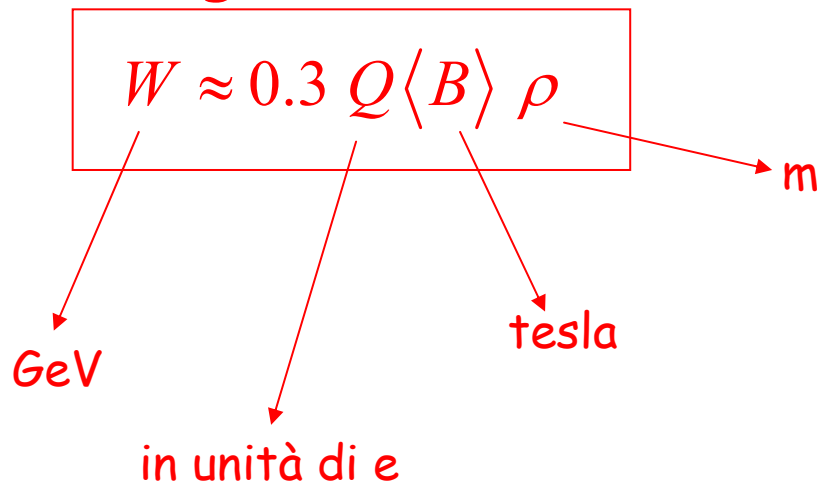 W ≈ 0.3 Q⟨B⟩ ρ
m
tesla
GeV
in unità di e